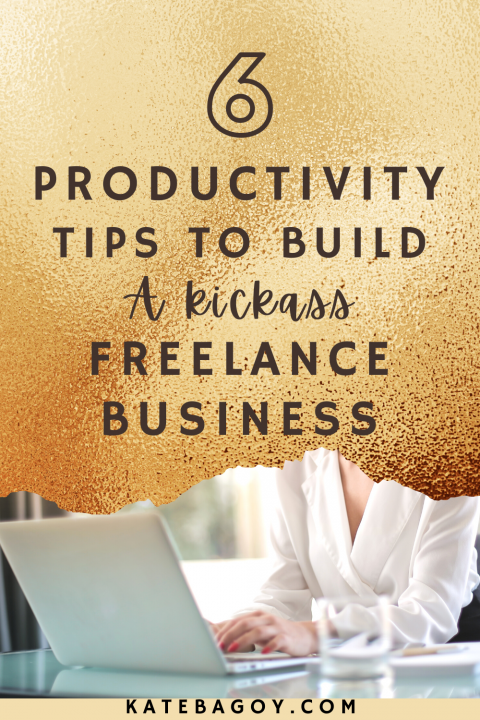 6
PRODUCTIVITY
TIPS TO BUILD
A kickass
FREELANCE
BUSINESS
KATEBAGOY.COM